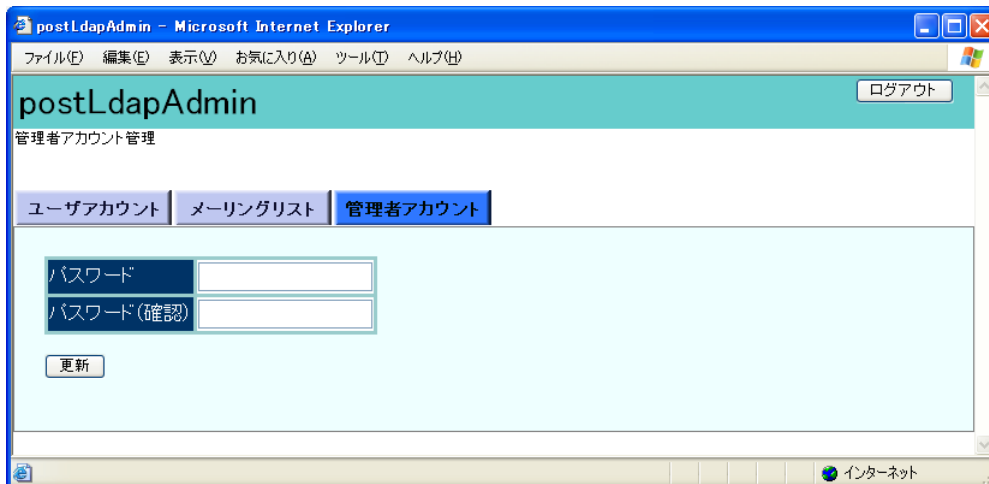 postLdapAdmin - Microsoft Internet Explorer
ファイル(F) 編集(E) 表示(V) お気に入り(A) ツール(T) ヘルプ(H)
postLdapAdmin
ログアウト
管理者アカウント管理
ユーザアカウント メーリングリスト 管理者アカウント
パスワード
パスワード(確認)
更新
インターネット